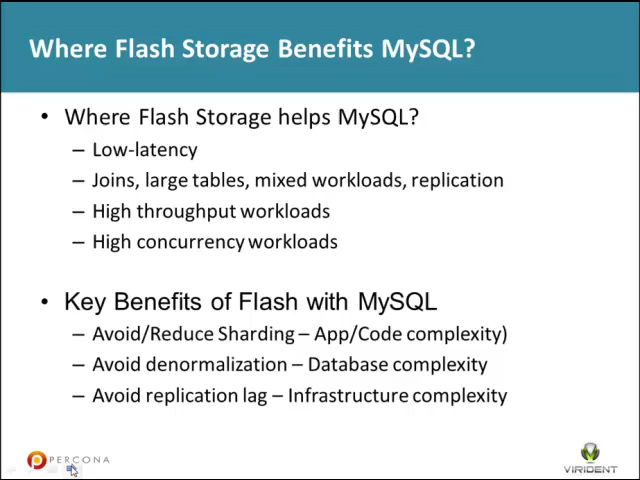 Where Flash Storage Benefits MySQL?
• Where Flash Storage helps MySQL?
– Low-latency
– Joins, large tables, mixed workloads, replication
– High throughput workloads
– High concurrency workloads
• Key Benefits of Flash with MySQL
– Avoid/Reduce Sharding – App/Code complexity)
– Avoid denormalization – Database complexity
– Avoid replication lag – Infrastructure complexity
PERCONA
VIRIDENT